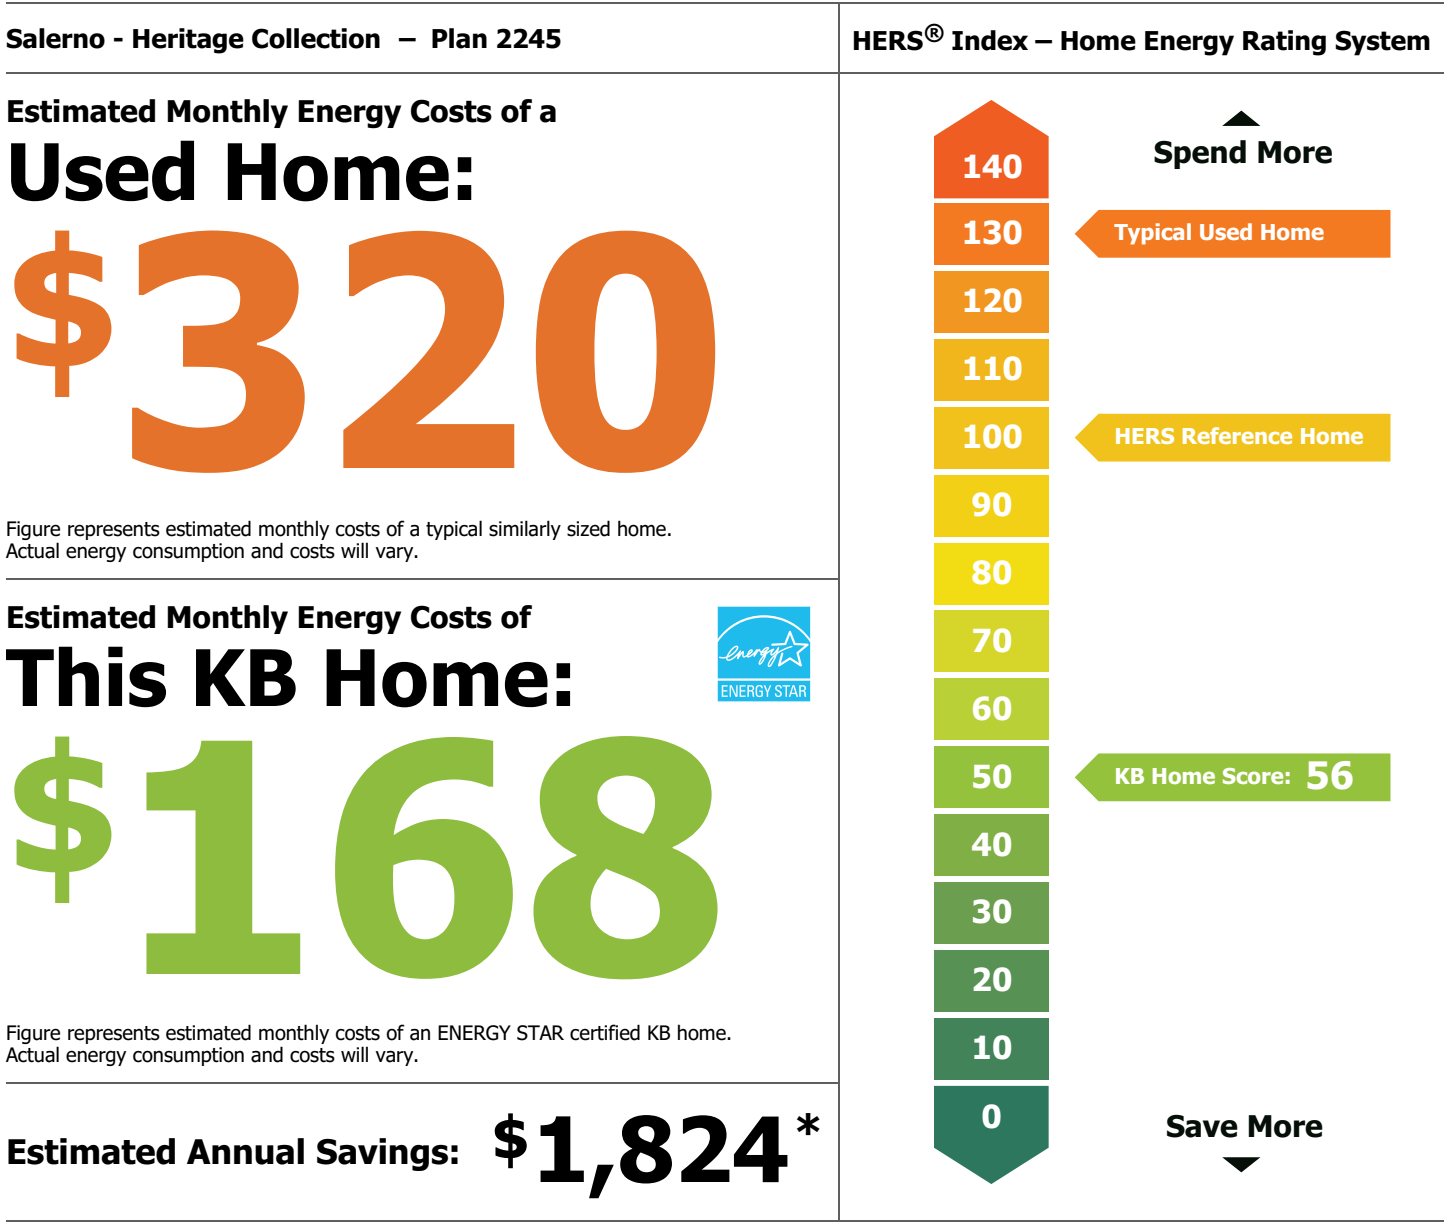 Salerno - Heritage Collection – Plan 2245
Estimated Monthly Energy Costs of a
Used Home:
$320
Figure represents estimated monthly costs of a typical similarly sized home.
Actual energy consumption and costs will vary.
Estimated Monthly Energy Costs of
This KB Home:
energy
ENERGY STAR
$168
Figure represents estimated monthly costs of an ENERGY STAR certified KB home.
Actual energy consumption and costs will vary.
Estimated Annual Savings: $1,824*
HERS® Index – Home Energy Rating System
Spend More
140
130
Typical Used Home
120
110
100
HERS Reference Home
90
80
70
60
50
KB Home Score: 56
40
30
20
10
0
Save More